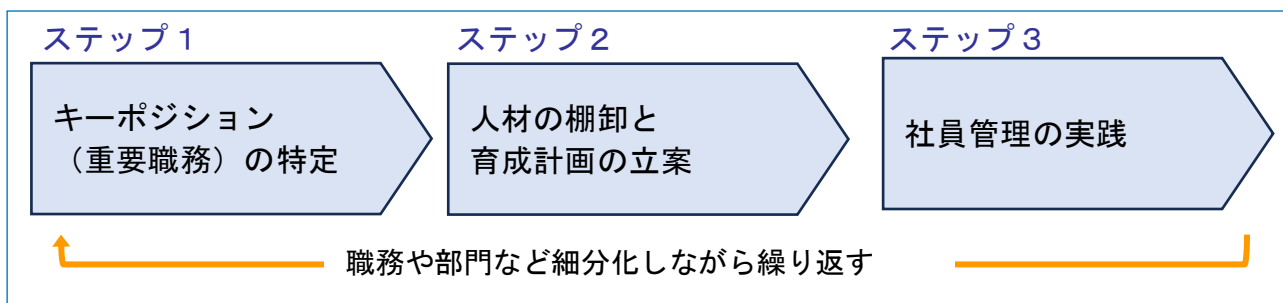 ステップ１
ステップ２
ステップ３
キーポジション
（重要職務）の特定
人材の棚卸と
育成計画の立案
社員管理の実践
職務や部門など細分化しながら繰り返す